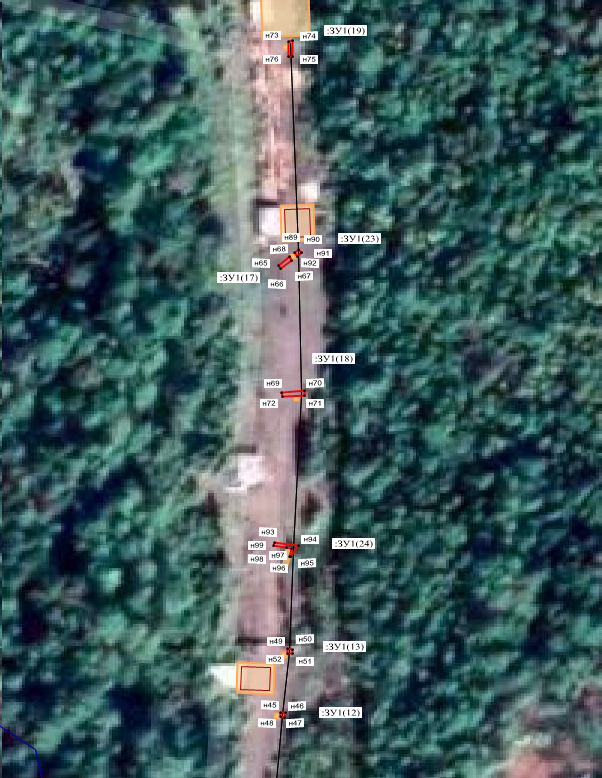 :ЗУ1(19)
н73 н74
н76 н75
н89 н90 :ЗУ1(23)
н68 н91
н65 н92
:ЗУ1(17) н67
н66
:ЗУ1(18)
н69 н70
н72 н71
н93 н94 :ЗУ1(24)
н99 н97
н98 н95
н96
н49 н50 :ЗУ1(13)
н52 н51
н45 н46 :ЗУ1(12)
н48 н47